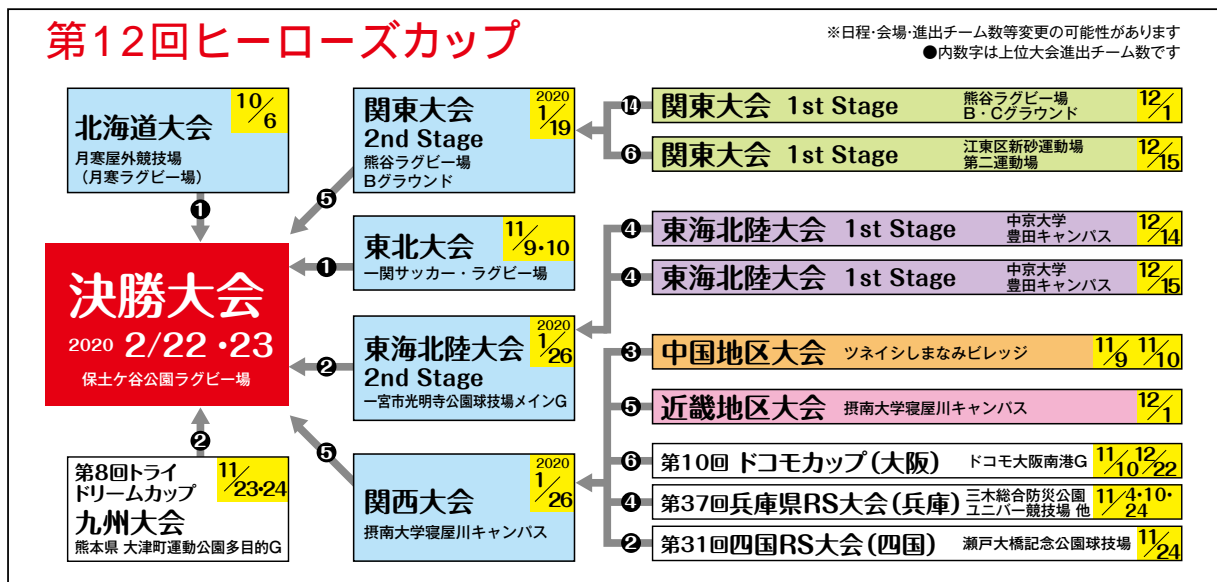 第12回ヒーローズカップ
※日程・会場・進出チーム数等変更の可能性があります
●内数字は上位大会進出チーム数です
北海道大会
10/6
月寒屋外競技場
(月寒ラグビー場)
❶
関東大会
2nd Stage
2020
1/19
熊谷ラグビー場
Bグラウンド
❺
⓮
関東大会 1st Stage
熊谷ラグビー場
B・Cグラウンド
12/1
❻
関東大会 1st Stage
江東区新砂運動場
第二運動場
12/15
東北大会
11/9・10
一関サッカー・ラグビー場
❶
決勝大会
2020 2/22・23
保土ケ谷公園ラグビー場
東海北陸大会
2nd Stage
2020
1/26
一宮市光明寺公園球技場メインG
❷
❹
東海北陸大会 1st Stage
中京大学
豊田キャンパス
12/14
❹
東海北陸大会 1st Stage
中京大学
豊田キャンパス
12/15
❷
第8回トライ
ドリームカップ
九州大会
11/23・24
熊本県 大津町運動公園多目的G
❺
関西大会
2020
1/26
摂南大学寝屋川キャンパス
❸
中国地区大会 ツネイシしまなみビレッジ
11/9 11/10
❺
近畿地区大会 摂南大学寝屋川キャンパス
12/1
❻
第10回 ドコモカップ(大阪) ドコモ大阪南港G
11/10 12/22
❹
第37回兵庫県RS大会(兵庫)
三木総合防災公園
ユニバー競技場 他
11/4・10・24
❷
第31回四国RS大会(四国) 瀬戸大橋記念公園球技場
11/24